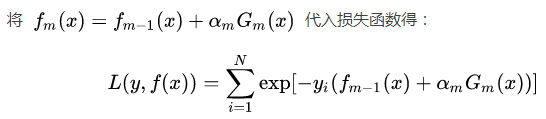 将 f_m(x) = f_{m-1}(x) + α_m G_m(x) 代入损失函数得：
L(y, f(x)) = \sum_{i=1}^{N} exp[-y_i(f_{m-1}(x) + α_m G_m(x))]